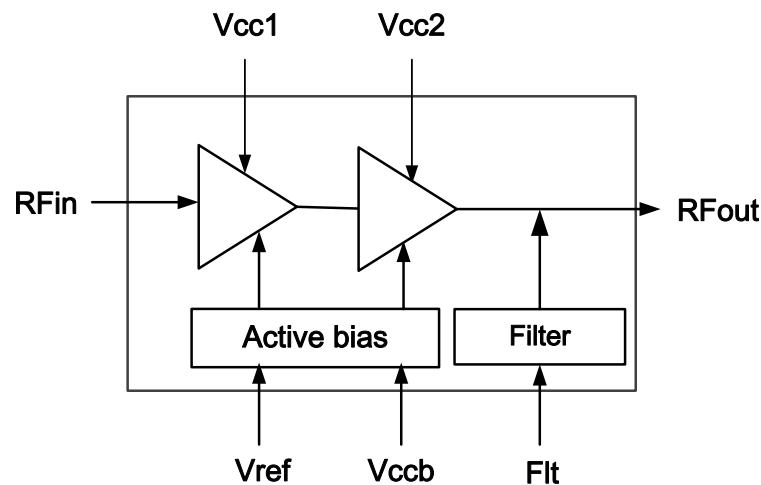 Vcc1 Vcc2
RFin
RFout
Active bias
Filter
Vref Vccb Flt